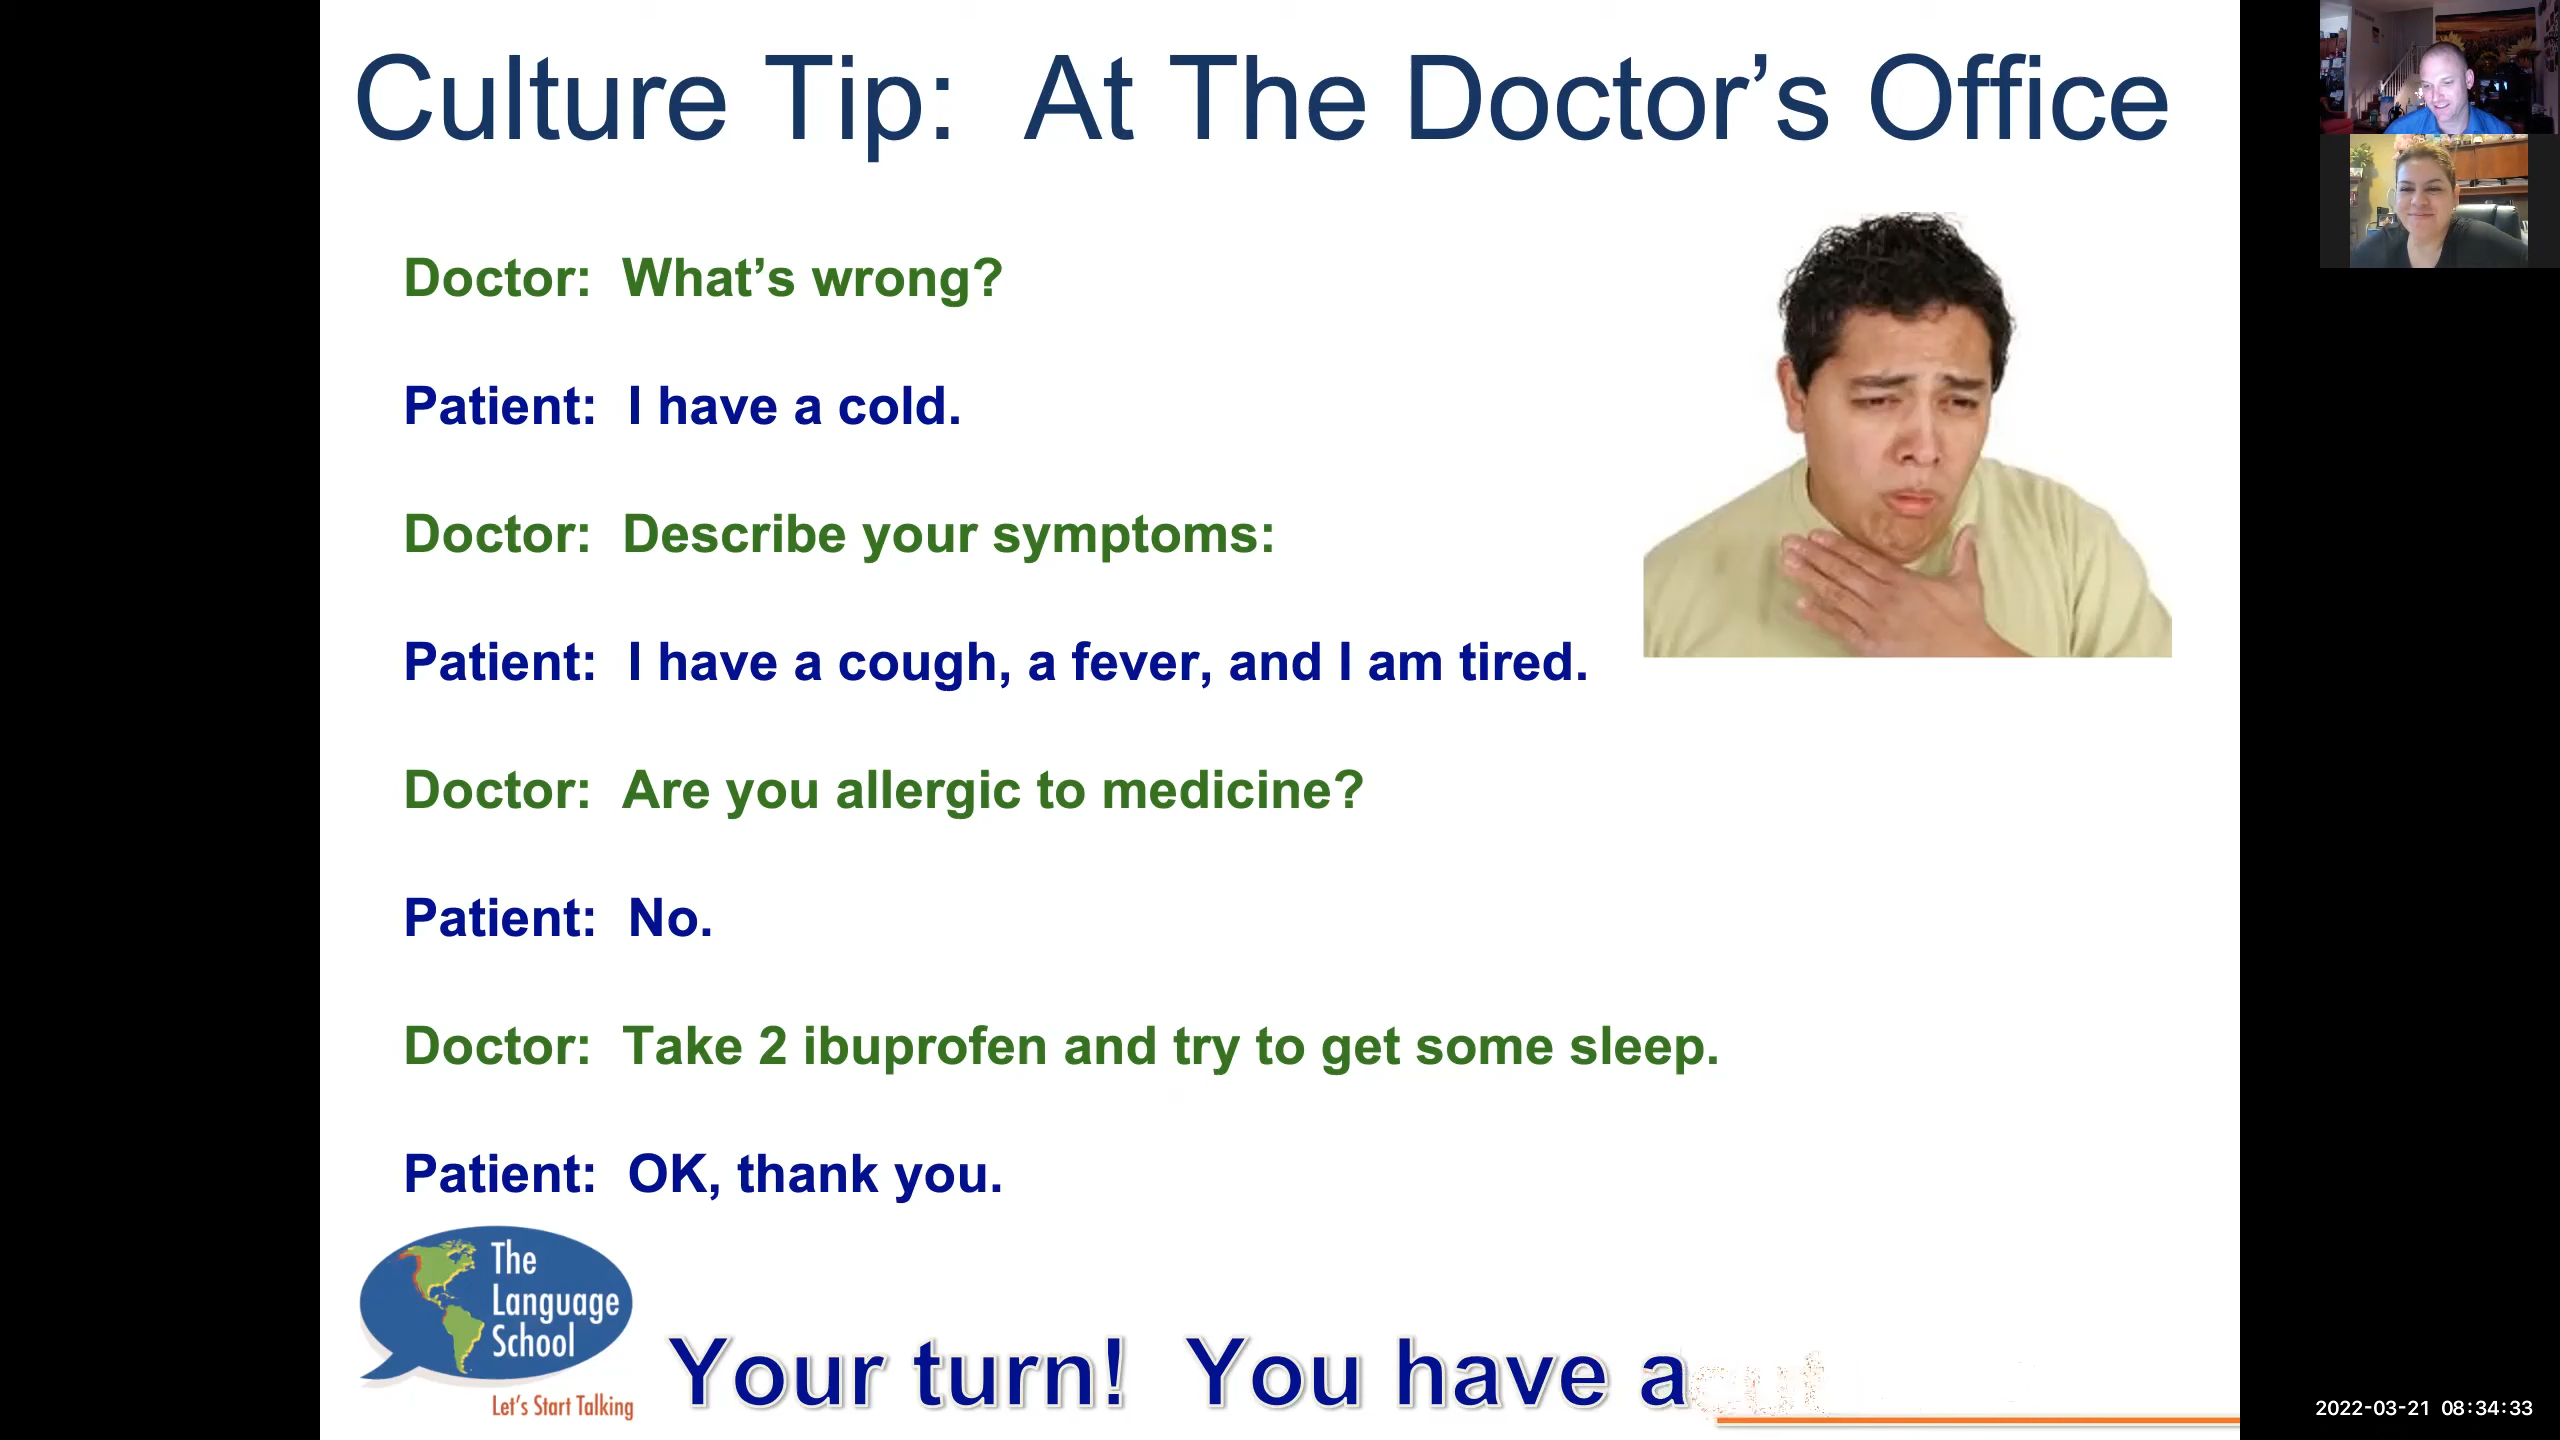 Culture Tip:  At The Doctor’s Office
Doctor:  What’s wrong?
Patient:  I have a cold.
Doctor:  Describe your symptoms:
Patient:  I have a cough, a fever, and I am tired.
Doctor:  Are you allergic to medicine?
Patient:  No.
Doctor:  Take 2 ibuprofen and try to get some sleep.
Patient:  OK, thank you.
The
Language
School
Let’s Start Talking
Your turn!  You have a cut
2022-03-21 08:34:33